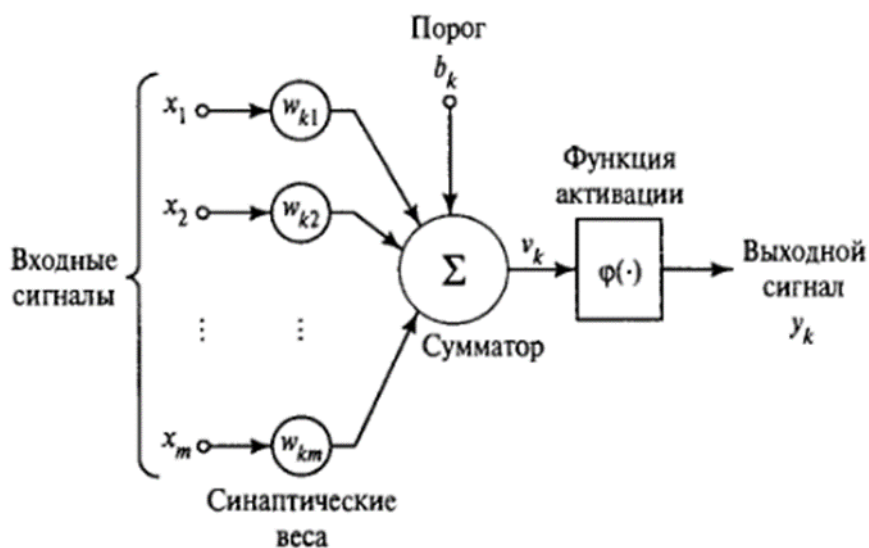 Порог
b_k
x_1
w_k1
Функция
активации
x_2
w_k2
Входные
сигналы
Σ
v_k
φ(·)
Выходной
сигнал
y_k
Сумматор
x_m
w_km
Синаптические
веса